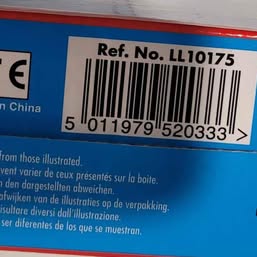 Ref. No. LL10175
CE
n China
5 011979 520333 >
from those illustrated.
vent varier de ceux présentés sur la boite.
n den dargestellten abweichen.
afwijken van de illustraties op de verpakking.
isultare diversi dall'illustrazione.
ser diferentes de los que se muestran.